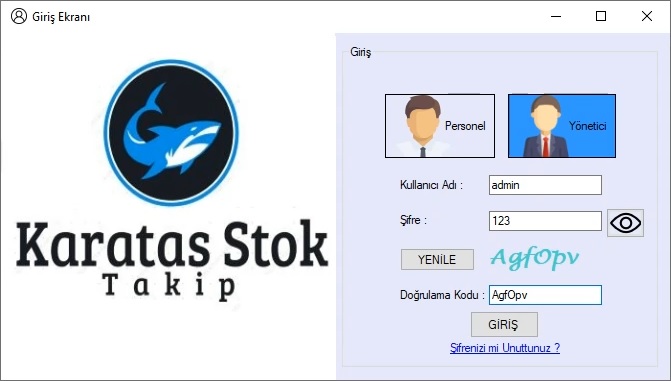 Giriş Ekranı
Karatas Stok
Takip
Giriş
Personel
Yönetici
Kullanıcı Adı :
admin
Şifre :
123
YENİLE
AgfOpv
Doğrulama Kodu :
AgfOpv
GİRİŞ
Şifrenizi mi Unuttunuz ?